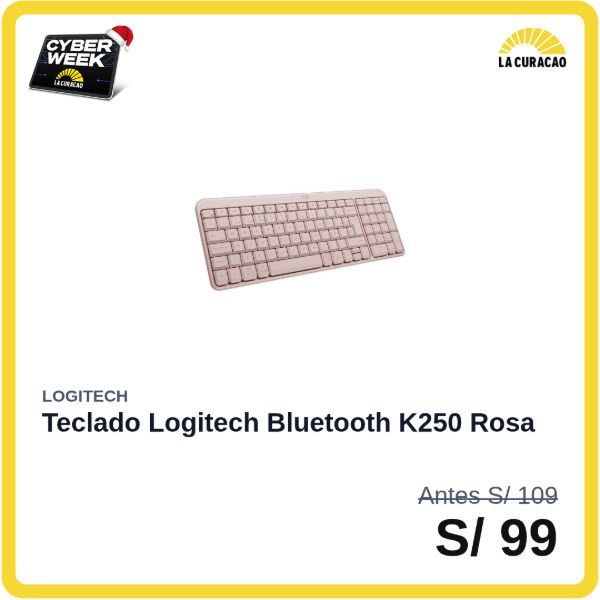 CYBER
WEEK
LA CURACAO
LA CURACAO
LOGITECH
Teclado Logitech Bluetooth K250 Rosa
Antes S/ 109
S/ 99